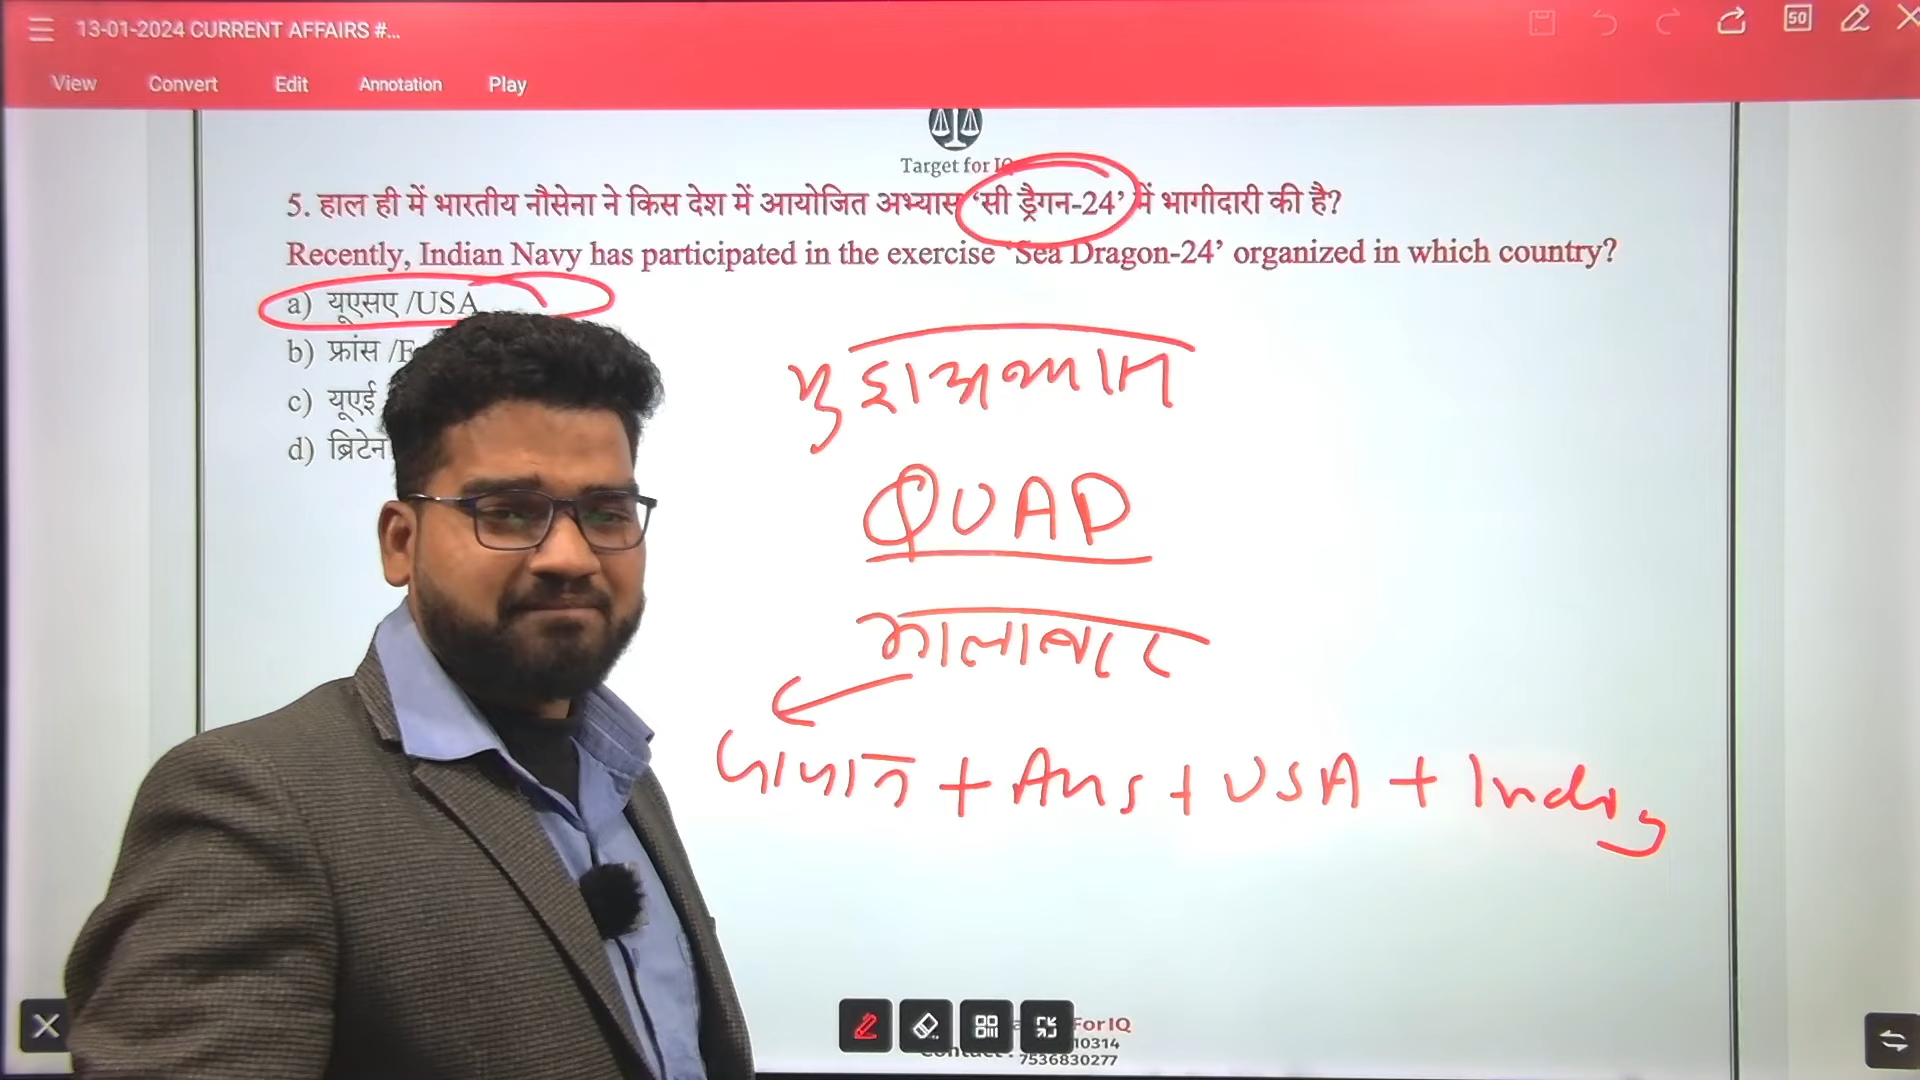 13-01-2024 CURRENT AFFAIRS #...
50
View Convert Edit Annotation Play
Target for IQ
5. हाल ही में भारतीय नौसेना ने किस देश में आयोजित अभ्यास ‘सी ड्रैगन-24’ में भागीदारी की है?
Recently, Indian Navy has participated in the exercise ‘Sea Dragon-24’ organized in which country?
a) यूएसए /USA
b) फ्रांस /F
c) यूएई
d) ब्रिटेन
QUAD
मालाबार
जापान + Aus + USA + India
ForIQ
10314
7536830277